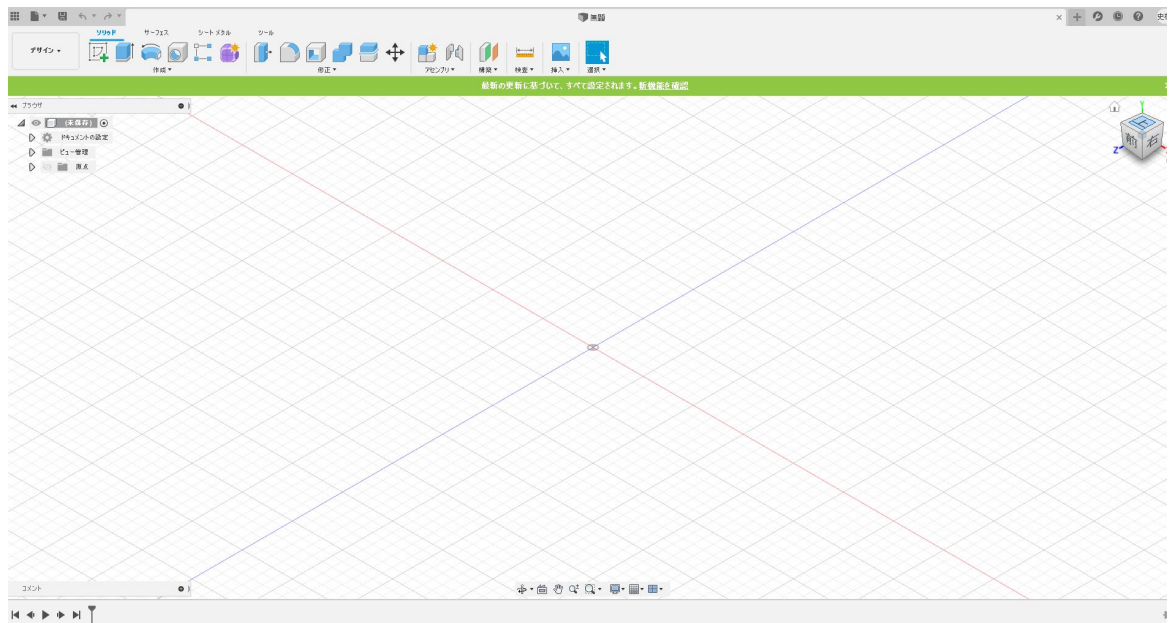 無題
ソリッド サーフェス シート メタル ツール
デザイン
作成 修正 アセンブリ 構築 検査 挿入 選択
最新の更新に基づいて、すべて設定されます。新機能を確認
ブラウザ
(未保存)
ドキュメントの設定
ビュー管理
原点
Y
上
前 右
Z
コメント